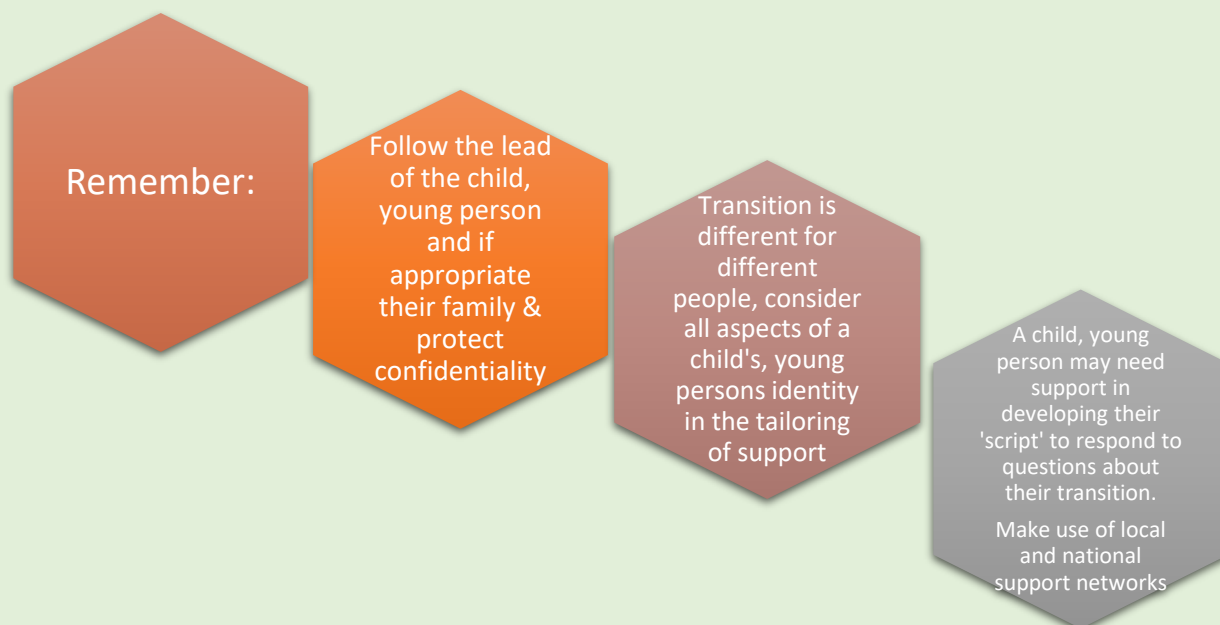 Remember:
Follow the lead
of the child,
young person
and if
appropriate
their family &
protect
confidentiality
Transition is
different for
different
people, consider
all aspects of a
child's, young
persons identity
in the tailoring
of support
A child, young
person may need
support in
developing their
'script' to respond to
questions about
their transition.
Make use of local
and national
support networks